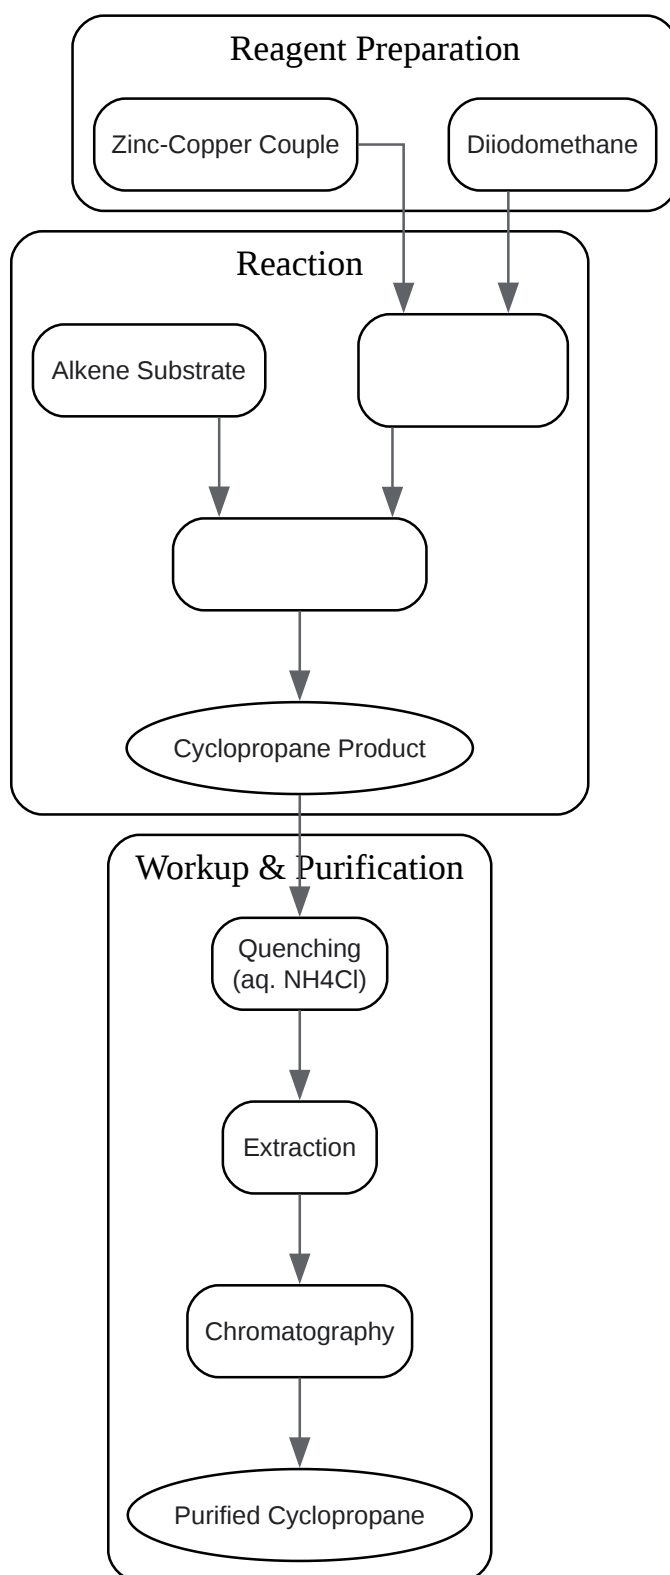 Reagent Preparation
Zinc-Copper Couple
Diiodomethane
Reaction
Alkene Substrate
Cyclopropane Product
Workup & Purification
Quenching
(aq. NH4Cl)
Extraction
Chromatography
Purified Cyclopropane